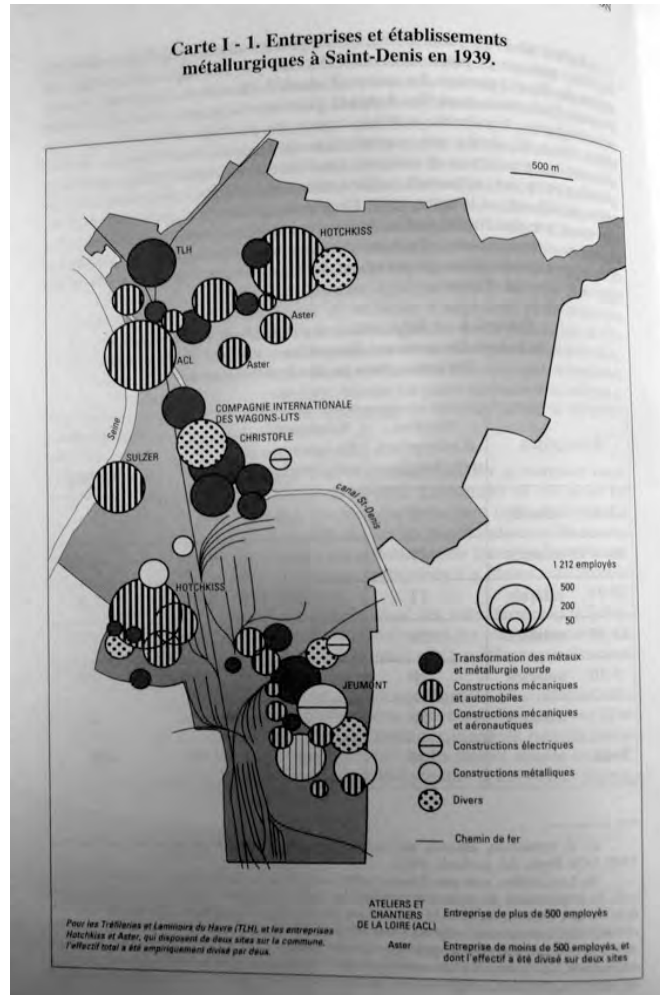 Carte I - 1. Entreprises et établissements
métallurgiques à Saint-Denis en 1939.
500 m
HOTCHKISS
TLH
Aster
ACL
Aster
COMPAGNIE INTERNATIONALE
DES WAGONS-LITS
Seine
CHRISTOFLE
SULZER
canal St-Denis
HOTCHKISS
JEUMONT
1 212 employés
500
200
50
Transformation des métaux
et métallurgie lourde
Constructions mécaniques
et automobiles
Constructions mécaniques
et aéronautiques
Constructions électriques
Constructions métalliques
Divers
Chemin de fer
Pour les Tréfileries et Laminoirs du Havre (TLH), et les entreprises
Hotchkiss et Aster, qui disposent de deux sites sur la commune,
l'effectif total a été empiriquement divisé par deux.
ATELIERS ET
CHANTIERS
DE LA LOIRE (ACL)
Entreprise de plus de 500 employés
Aster
Entreprise de moins de 500 employés, et
dont l'effectif a été divisé sur deux sites